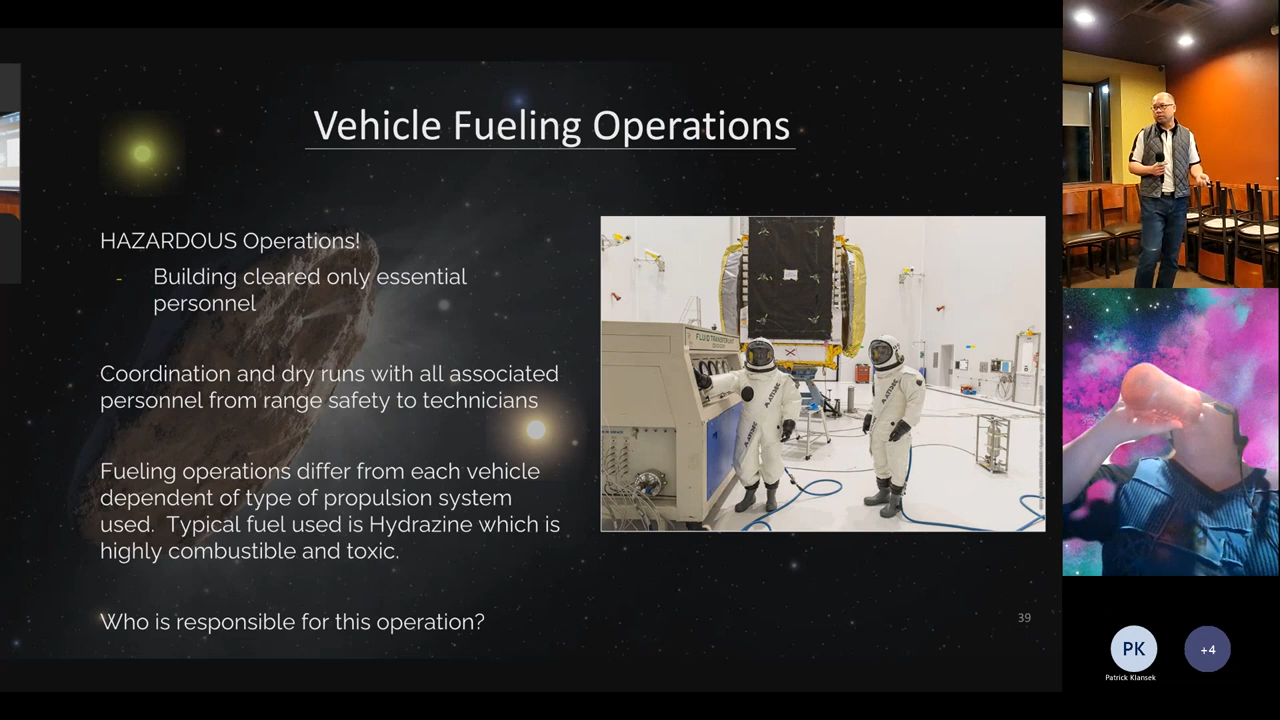 Vehicle Fueling Operations
HAZARDOUS Operations!
- Building cleared only essential
personnel
Coordination and dry runs with all associated
personnel from range safety to technicians
Fueling operations differ from each vehicle
dependent of type of propulsion system
used. Typical fuel used is Hydrazine which is
highly combustible and toxic.
Who is responsible for this operation?
39
FLUID TRANSFER UNIT
PK
+4
Patrick Klansek